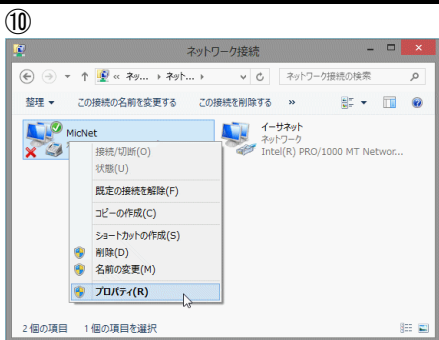 ⑩
ネットワーク接続
« ネッ... ネット...
ネットワーク接続の検索
整理 この接続の名前を変更する この接続を削除する »
MicNet
イーサネット
ネットワーク
Intel(R) PRO/1000 MT Networ...
接続/切断(O)
状態(U)
既定の接続を解除(F)
コピーの作成(C)
ショートカットの作成(S)
削除(D)
名前の変更(M)
プロパティ(R)
2 個の項目 1 個の項目を選択